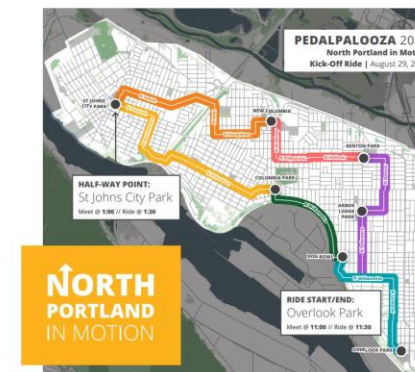 PEDALPALOOZA 20
North Portland in Mot
Kick-Off Ride | August 29, 2
ST JOHNS
CITY PARK
NEW COLUMBIA
KENTON PARK
HALF-WAY POINT:
St Johns City Park
Meet @ 1:00 // Ride @ 1:30
COLUMBIA PARK
ARBOR
LODGE
PARK
DOG BOWL
N Willamette
NORTH
PORTLAND
IN MOTION
RIDE START/END:
Overlook Park
Meet @ 11:00 // Ride @ 11:30
OVERLOOK PARK